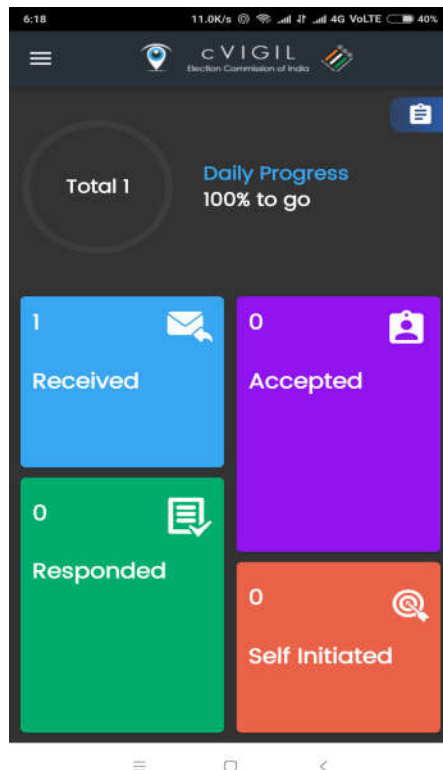 6:18 11.0K/s 4G VoLTE 40%
cVIGIL
Election Commission of India
Total 1
Daily Progress
100% to go
1
Received
0
Accepted
0
Responded
0
Self Initiated